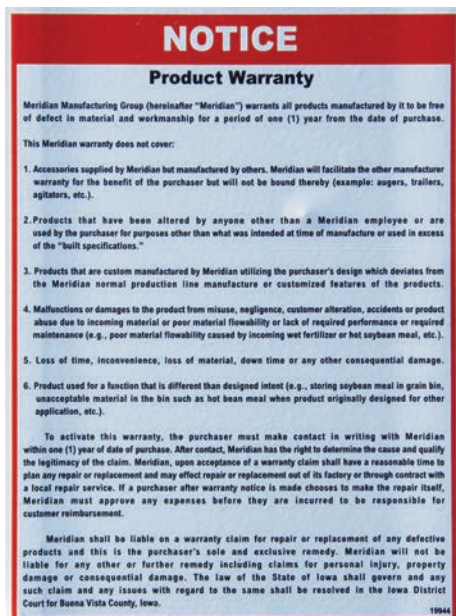 NOTICE
Product Warranty
Meridian Manufacturing Group (hereinafter “Meridian”) warrants all products manufactured by it to be free
of defect in material and workmanship for a period of one (1) year from the date of purchase.
This Meridian warranty does not cover:
1. Accessories supplied by Meridian but manufactured by others. Meridian will facilitate the other manufacturer
warranty for the benefit of the purchaser but will not be bound thereby (example: augers, trailers,
agitators, etc.).
2. Products that have been altered by anyone other than a Meridian employee or are
used by the purchaser for purposes other than what was intended at time of manufacture or used in excess
of the “built specifications.”
3. Products that are custom manufactured by Meridian utilizing the purchaser’s design which deviates from
the Meridian normal production line manufacture or customized features of the products.
4. Malfunctions or damages to the product from misuse, negligence, customer alteration, accidents or product
abuse due to incoming material or poor material flowability or lack of required performance or required
maintenance (e.g., poor material flowability caused by incoming wet fertilizer or hot soybean meal, etc.).
5. Loss of time, inconvenience, loss of material, down time or any other consequential damage.
6. Product used for a function that is different than designed intent (e.g., storing soybean meal in grain bin,
unacceptable material in the bin such as hot bean meal when product originally designed for other
application, etc.).
To activate this warranty, the purchaser must make contact in writing with Meridian
within one (1) year of date of purchase. After contact, Meridian has the right to determine the cause and qualify
the legitimacy of the claim. Meridian, upon acceptance of a warranty claim shall have a reasonable time to
plan any repair or replacement and may effect repair or replacement out of its factory or through contract with
a local repair service. If a purchaser after warranty notice is made chooses to make the repair itself,
Meridian must approve any expenses before they are incurred to be responsible for
customer reimbursement.
Meridian shall be liable on a warranty claim for repair or replacement of any defective
products and this is the purchaser’s sole and exclusive remedy. Meridian will not be
liable for any other or further remedy including claims for personal injury, property
damage or consequential damage. The law of the State of Iowa shall govern and any
such claim and any issues with regard to the same shall be resolved in the Iowa District
Court for Buena Vista County, Iowa.
19944